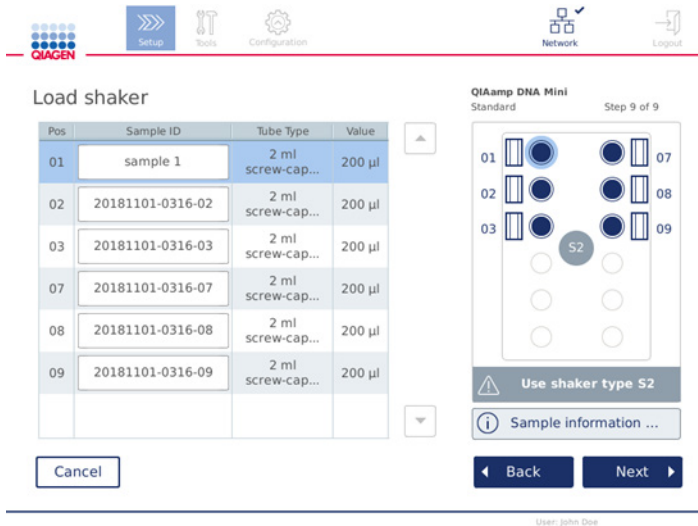 QIAGEN
Setup
Tools
Configuration
Network
Logout
Load shaker
QIAamp DNA Mini
Standard Step 9 of 9
Pos Sample ID Tube Type Value
01 sample 1 2 ml screw-cap... 200 µl
02 20181101-0316-02 2 ml screw-cap... 200 µl
03 20181101-0316-03 2 ml screw-cap... 200 µl
07 20181101-0316-07 2 ml screw-cap... 200 µl
08 20181101-0316-08 2 ml screw-cap... 200 µl
09 20181101-0316-09 2 ml screw-cap... 200 µl
01 07
02 08
03 09
S2
Use shaker type S2
Sample information ...
Cancel
Back
Next
User: John Doe